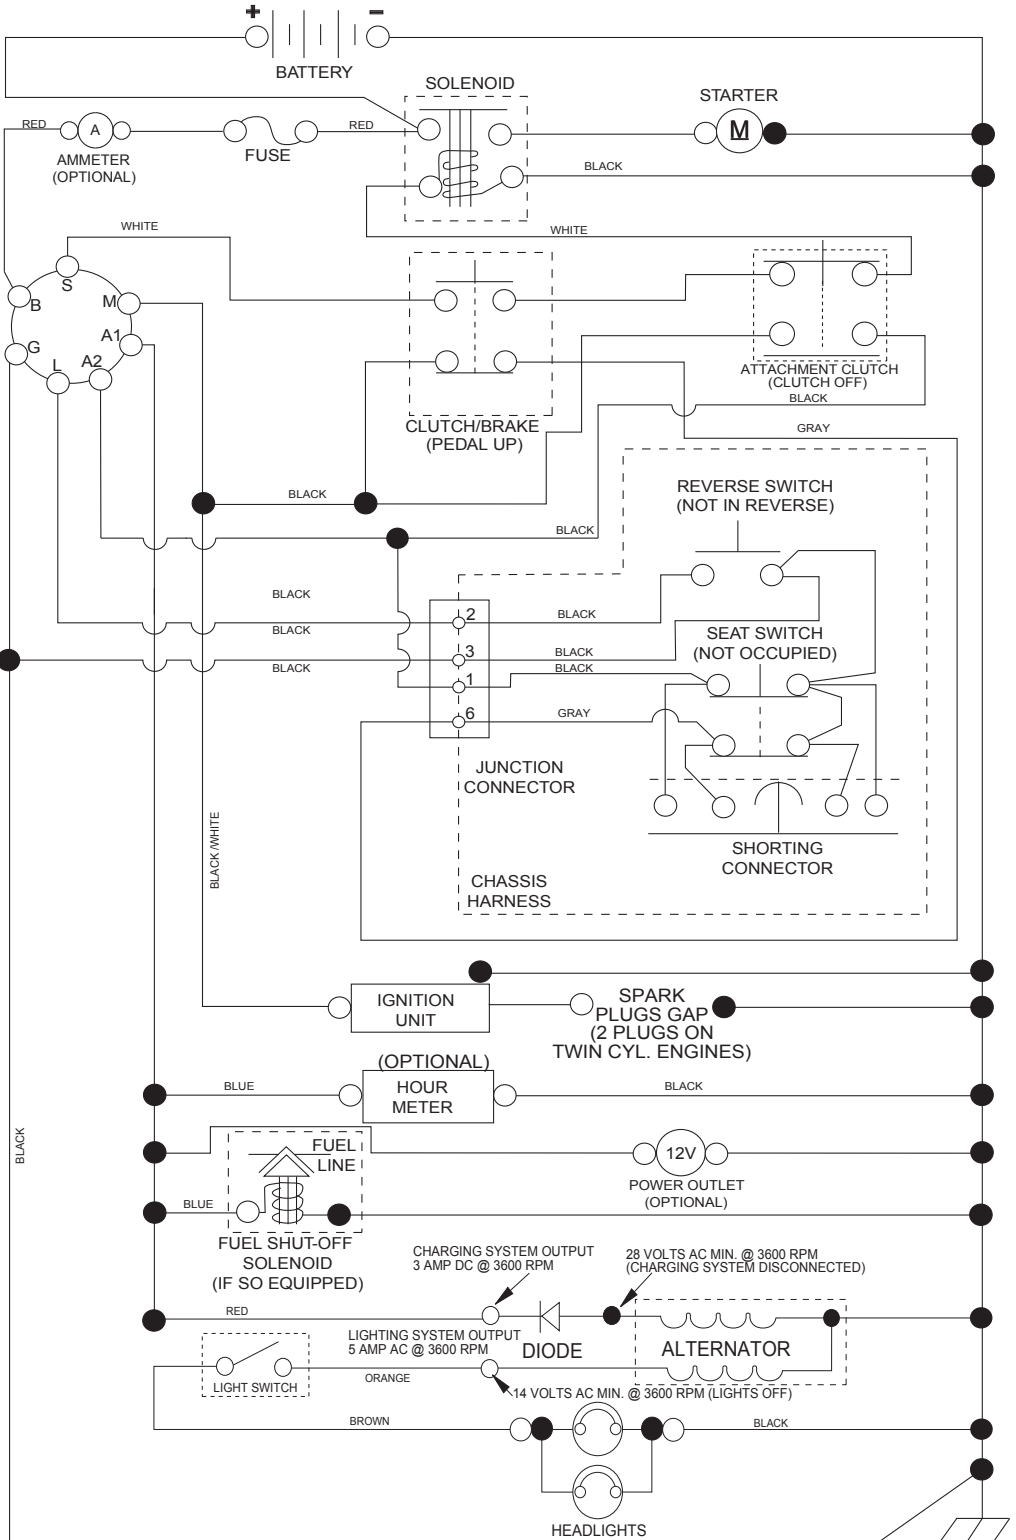 + -
BATTERY
SOLENOID
STARTER
RED
A
RED
M
AMMETER
(OPTIONAL)
FUSE
BLACK
WHITE
WHITE
S
B
M
A1
G
A2
L
ATTACHMENT CLUTCH
(CLUTCH OFF)
BLACK
CLUTCH/BRAKE
(PEDAL UP)
GRAY
REVERSE SWITCH
(NOT IN REVERSE)
BLACK
BLACK
BLACK
2
BLACK
BLACK
SEAT SWITCH
(NOT OCCUPIED)
3
BLACK
BLACK
BLACK
1
6
GRAY
JUNCTION
CONNECTOR
BLACK/WHITE
SHORTING
CONNECTOR
CHASSIS
HARNESS
IGNITION
UNIT
SPARK
PLUGS GAP
(2 PLUGS ON
TWIN CYL. ENGINES)
(OPTIONAL)
HOUR
METER
BLUE
BLACK
BLACK
FUEL
LINE
12V
POWER OUTLET
(OPTIONAL)
BLUE
FUEL SHUT-OFF
SOLENOID
(IF SO EQUIPPED)
CHARGING SYSTEM OUTPUT
3 AMP DC @ 3600 RPM
28 VOLTS AC MIN. @ 3600 RPM
(CHARGING SYSTEM DISCONNECTED)
RED
LIGHTING SYSTEM OUTPUT
5 AMP AC @ 3600 RPM
DIODE
ALTERNATOR
LIGHT SWITCH
ORANGE
14 VOLTS AC MIN. @ 3600 RPM (LIGHTS OFF)
BROWN
BLACK
HEADLIGHTS